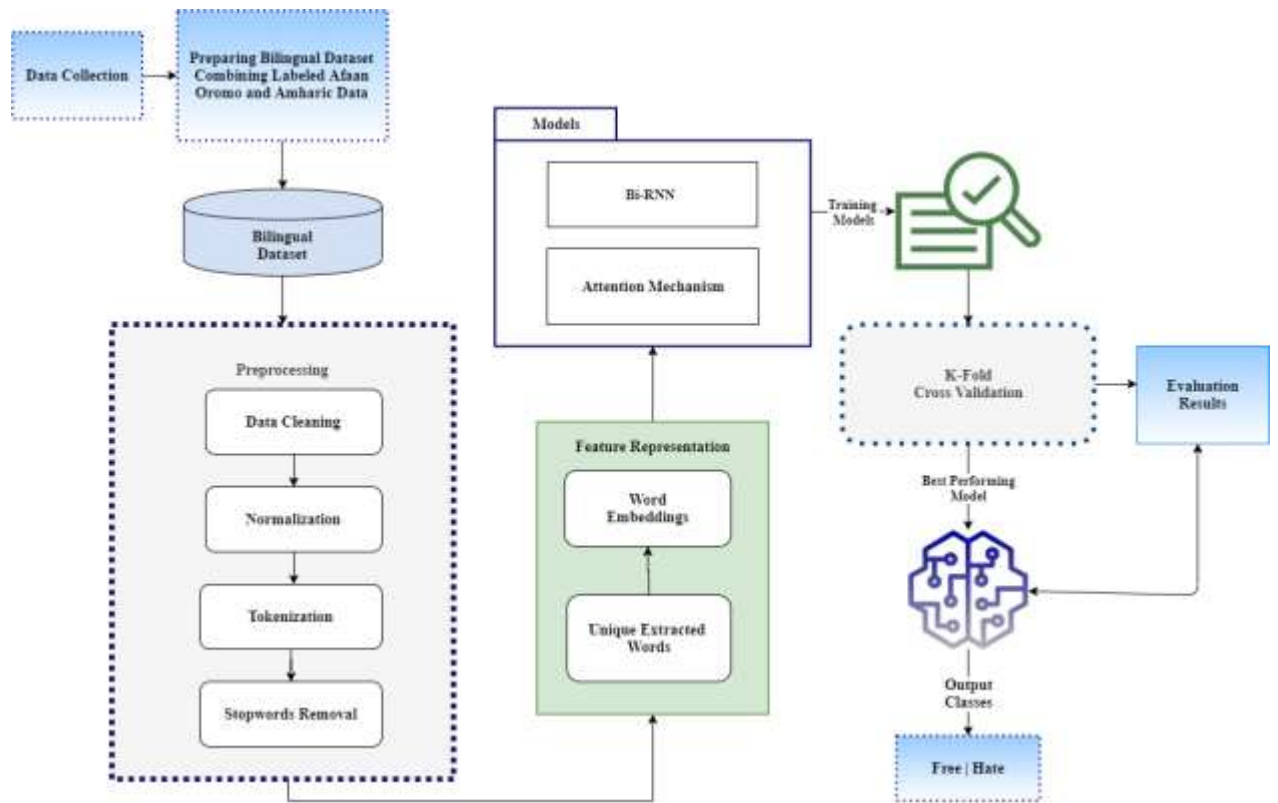 Data Collection
Preparing Bilingual Dataset
Combining Labeled Afaan
Oromo and Amharic Data
Bilingual
Dataset
Preprocessing
Data Cleaning
Normalization
Tokenization
Stopwords Removal
Feature Representation
Word
Embeddings
Unique Extracted
Words
Models
Bi-RNN
Attention Mechanism
Training
Models
K-Fold
Cross Validation
Evaluation
Results
Best Performing
Model
Output
Classes
Free | Hate